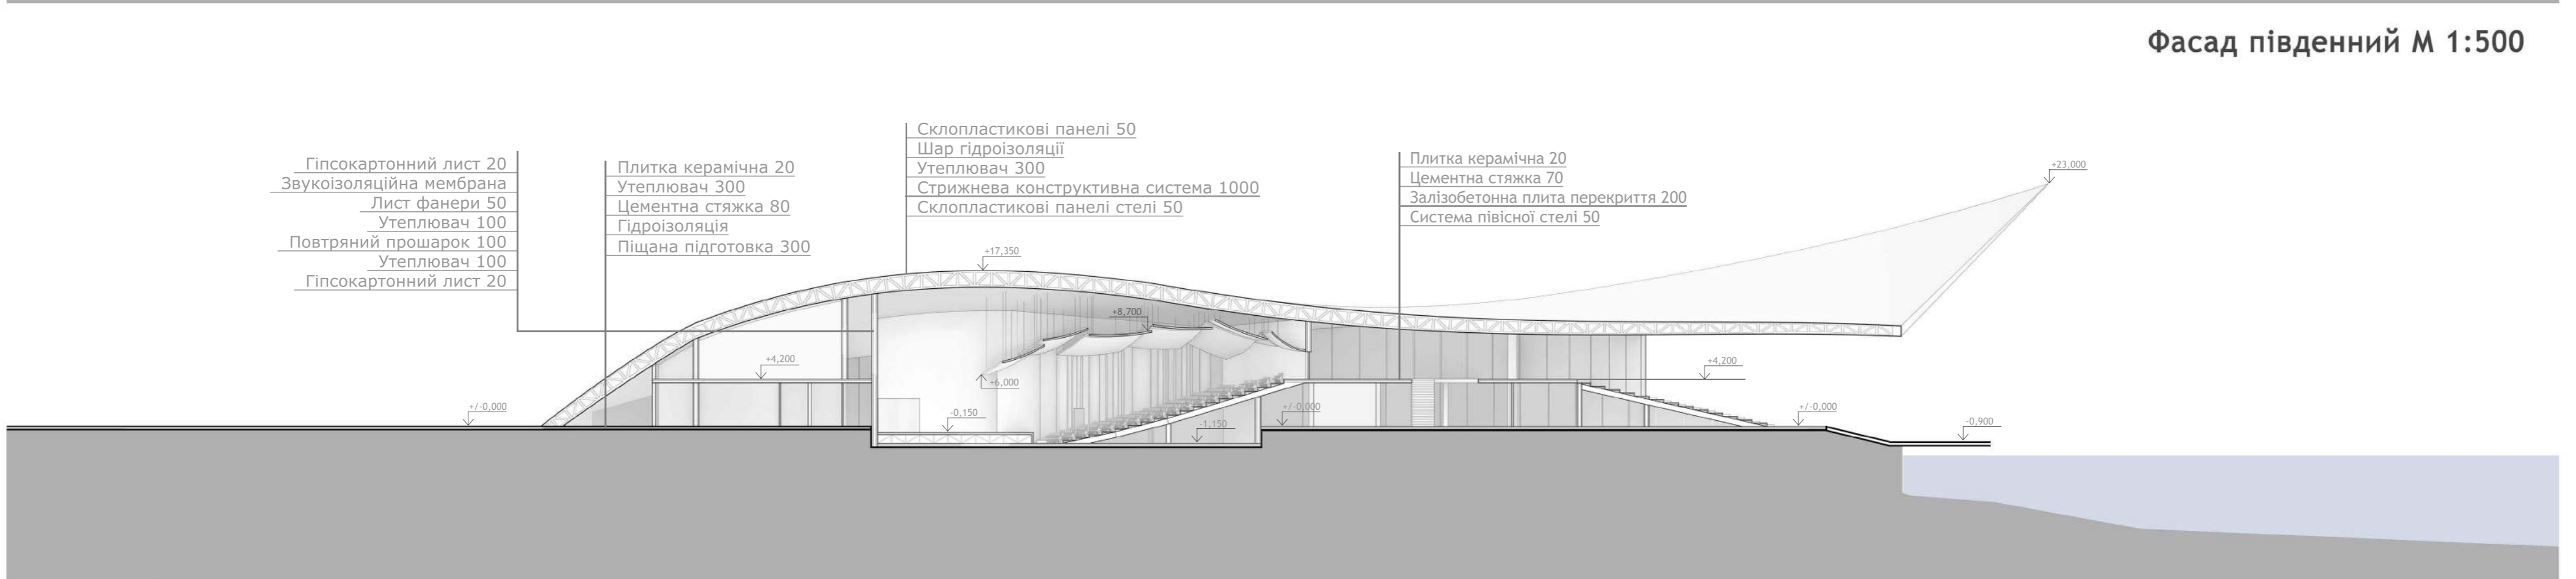 Фасад південний М 1:500
Гіпсокартонний лист 20
Звукоізоляційна мембрана
Лист фанери 50
Утеплювач 100
Повтряний прошарок 100
Утеплювач 100
Гіпсокартонний лист 20
Плитка керамічна 20
Утеплювач 300
Цементна стяжка 80
Гідроізоляція
Піщана підготовка 300
Склопластикові панелі 50
Шар гідроізоляції
Утеплювач 300
Стрижнева конструктивна система 1000
Склопластикові панелі стелі 50
Плитка керамічна 20
Цементна стяжка 70
Залізобетонна плита перекриття 200
Система півісної стелі 50
+23,000
+17,350
+8,700
+4,200
+6,000
+4,200
+/-0,000
-0,150
-1,150
+/-0,000
+/-0,000
-0,900